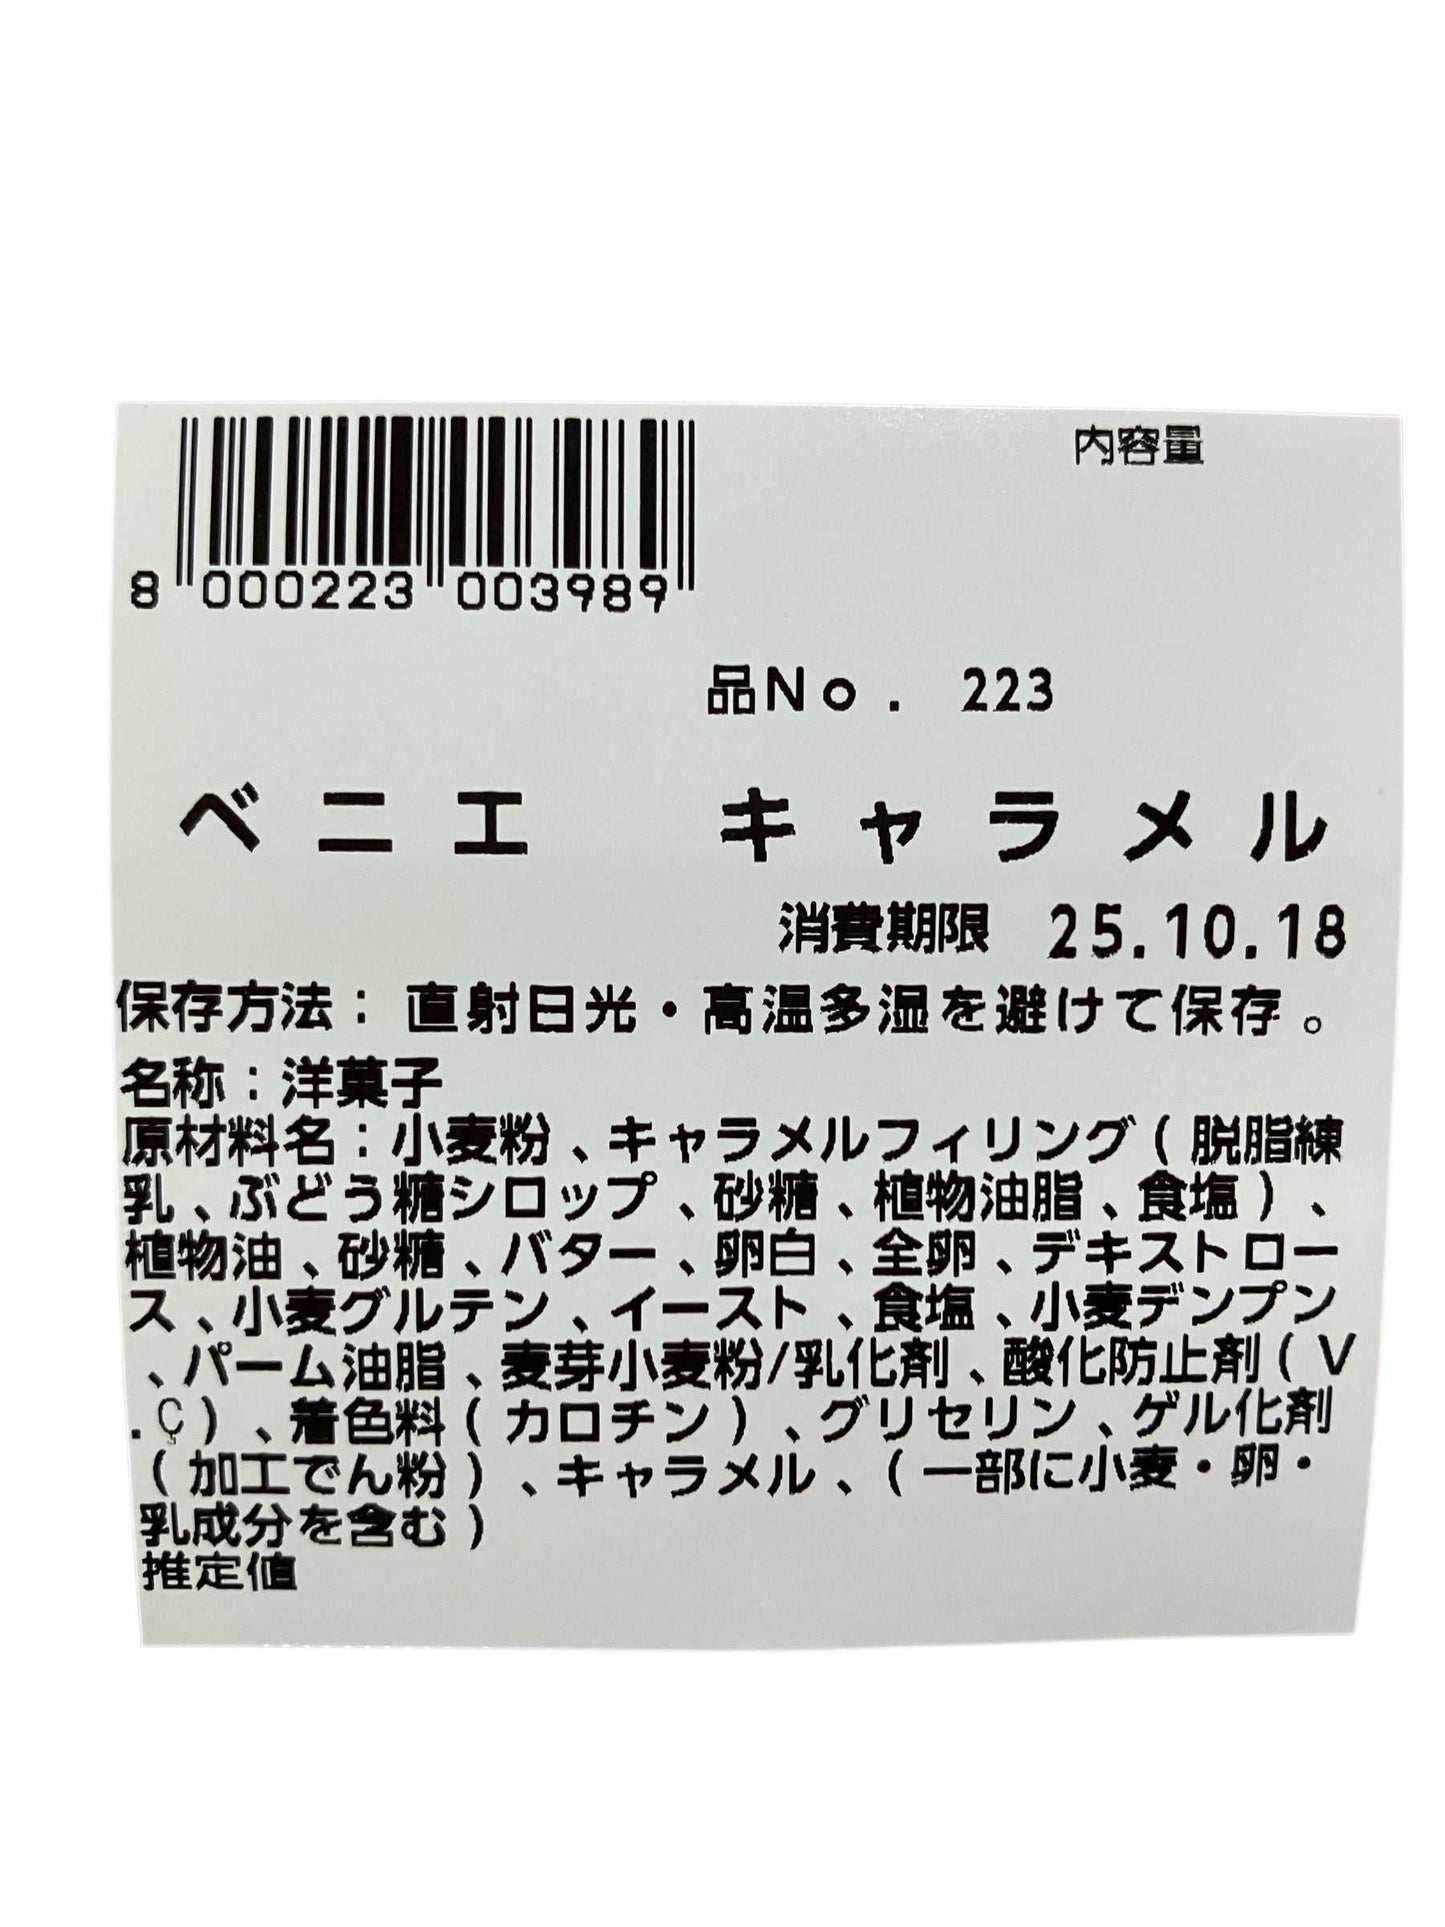 内容量
8 000223 003989
品No. 223
ベニエ キャラメル
消費期限 25.10.18
保存方法：直射日光・高温多湿を避けて保存。
名称：洋菓子
原材料名：小麦粉、キャラメルフィリング(脱脂練
乳、ぶどう糖シロップ、砂糖、植物油脂、食塩)、
植物油、砂糖、バター、卵白、全卵、デキストロー
ス、小麦グルテン、イースト、食塩、小麦デンプン
、パーム油脂、麦芽小麦粉/乳化剤、酸化防止剤(V
.C)、着色料(カロチン)、グリセリン、ゲル化剤
(加工でん粉)、キャラメル、(一部に小麦・卵・
乳成分を含む)
推定値